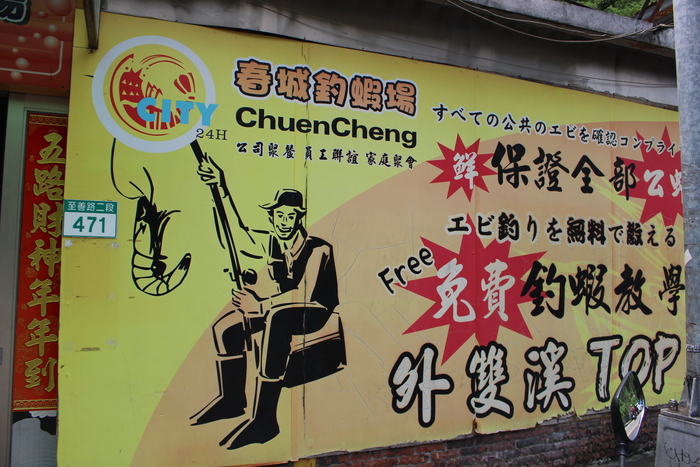 CITY
24H
春城釣蝦場
ChuenCheng
公司聚餐 員工聯誼 家庭聚會
すべての公共のエビを確認コンプライ
鮮 保證全部 公蝦
エビ釣りを無料で教える
Free
免費 釣蝦教學
外雙溪 TOP
至善路二段
471
五路財神年年到